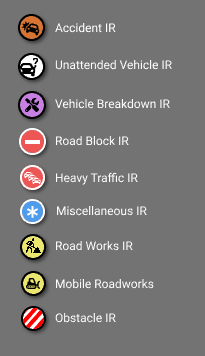 Accident IR
?
Unattended Vehicle IR
Vehicle Breakdown IR
Road Block IR
Heavy Traffic IR
Miscellaneous IR
Road Works IR
Mobile Roadworks
Obstacle IR